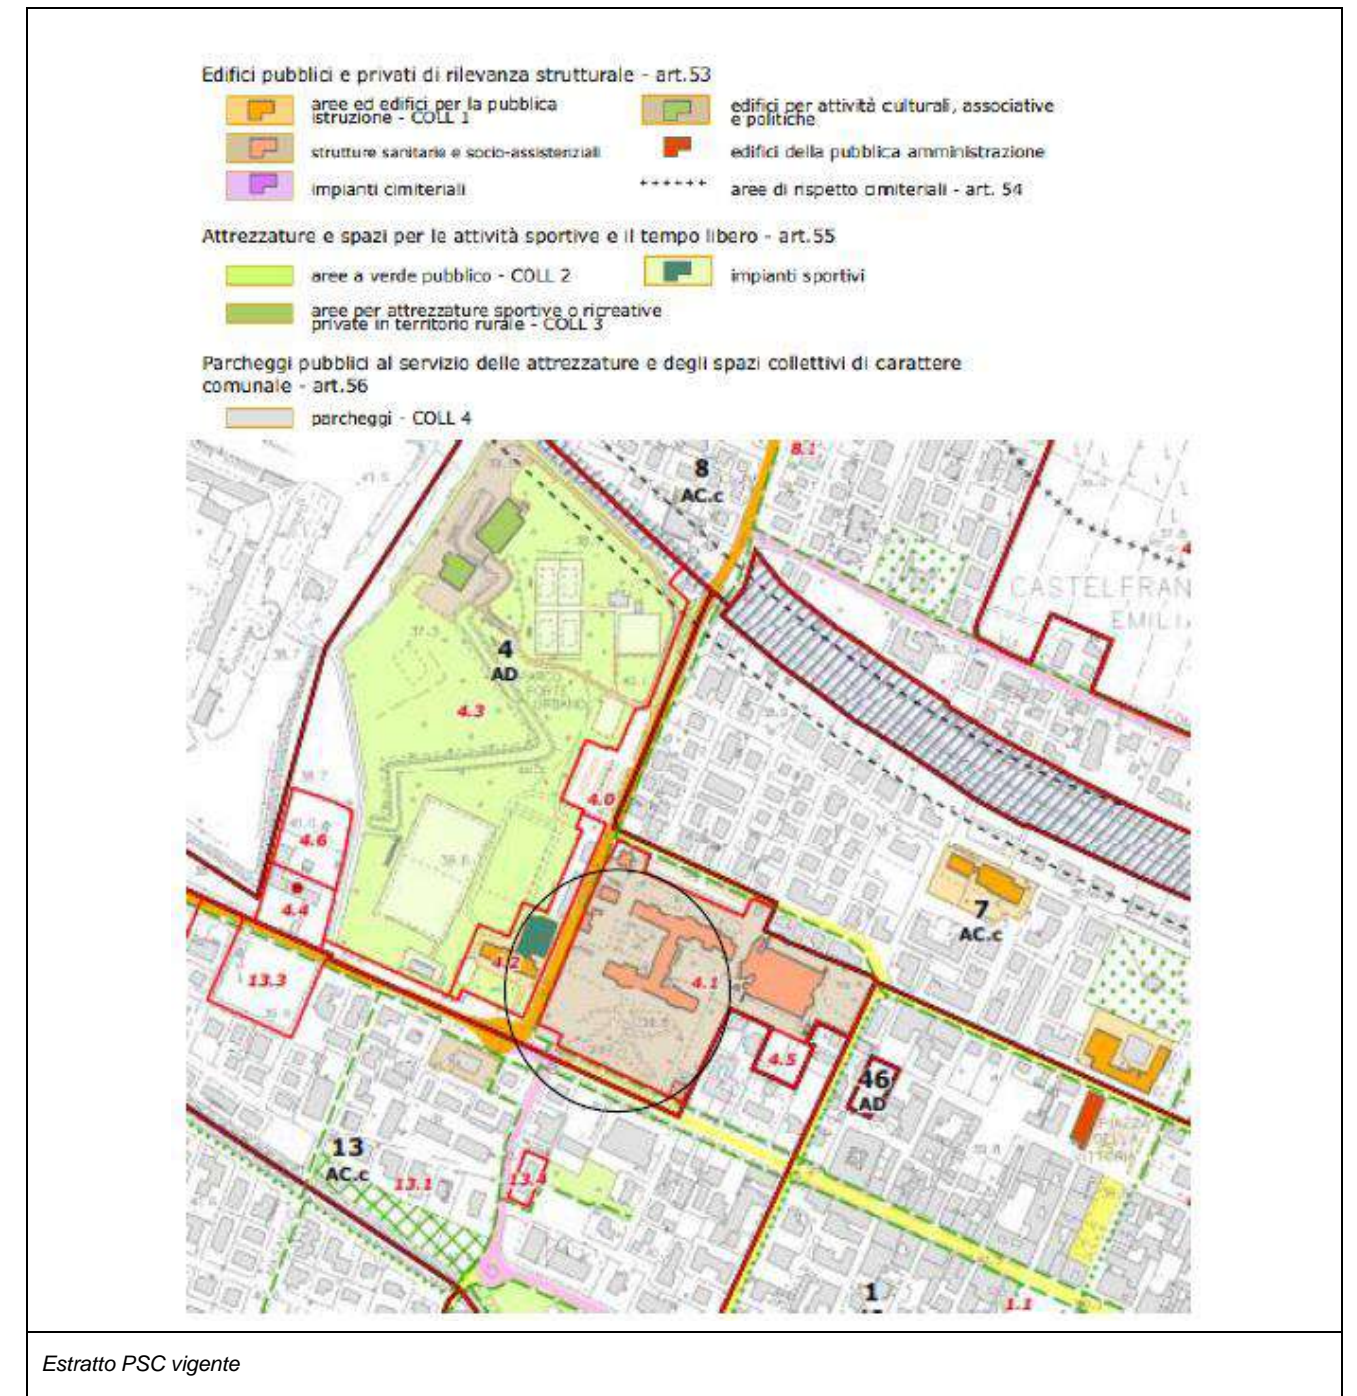 Edifici pubblici e privati di rilevanza strutturale - art.53
aree ed edifici per la pubblica
istruzione - COLL 1
edifici per attività culturali, associative
e politiche
strutture sanitarie e socio-assistenziali
edifici della pubblica amministrazione
impianti cimiteriali
aree di rispetto cimiteriali - art. 54
Attrezzature e spazi per le attività sportive e il tempo libero - art.55
aree a verde pubblico - COLL 2
impianti sportivi
aree per attrezzature sportive o ricreative
private in territorio rurale - COLL 3
Parcheggi pubblici al servizio delle attrezzature e degli spazi collettivi di carattere
comunale - art.56
parcheggi - COLL 4
8
AC.c
8.1
CASTELFRAN
EMILI
4
AD
4.3
4.0
4.6
4.4
4.2
4.1
7
AC.c
13.3
4.5
46
AD
13
AC.c
13.1
13.4
1
1.1
Estratto PSC vigente